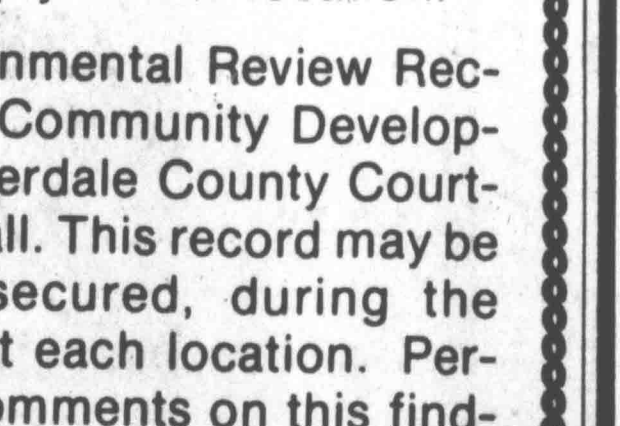 nmental Review Rec-
Community Develop-
erdale County Court-
all. This record may be
secured, during the
t each location. Per-
omments on this find-